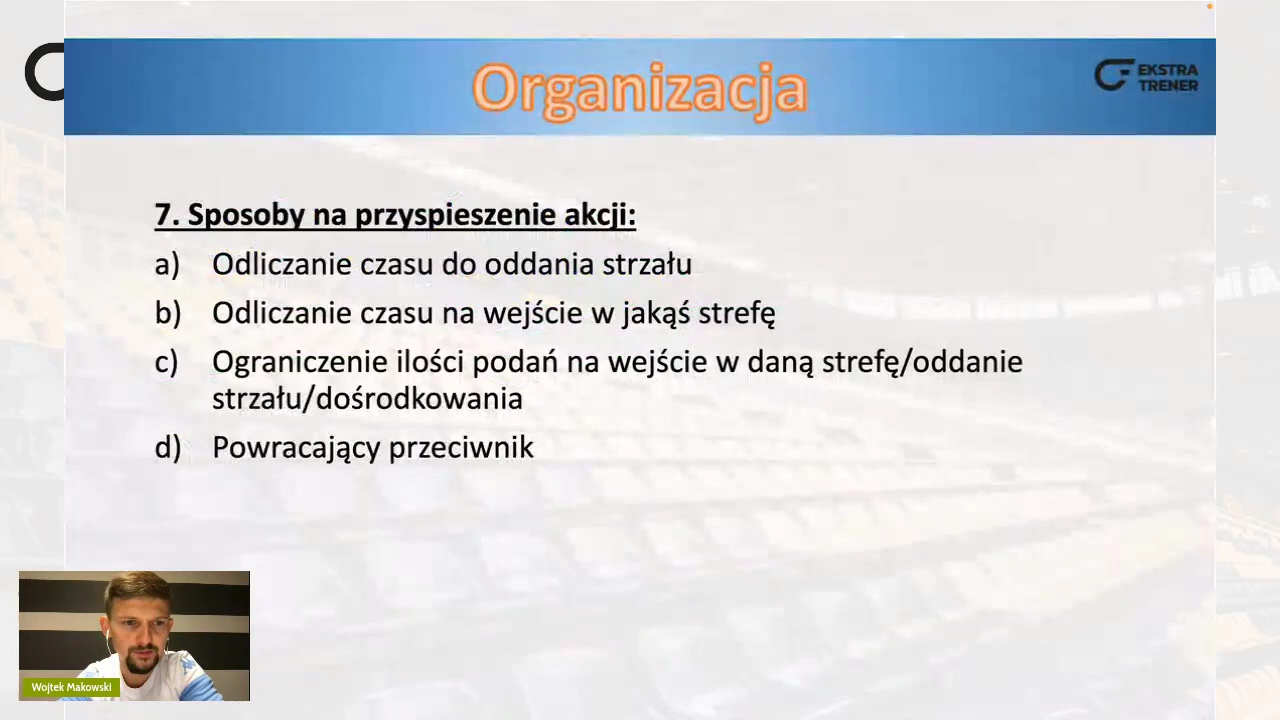 Organizacja
EKSTRA
TRENER
7. Sposoby na przyspieszenie akcji:
a) Odliczanie czasu do oddania strzału
b) Odliczanie czasu na wejście w jakąś strefę
c) Ograniczenie ilości podań na wejście w daną strefę/oddanie
strzału/dośrodkowania
d) Powracający przeciwnik
Wojtek Makowski